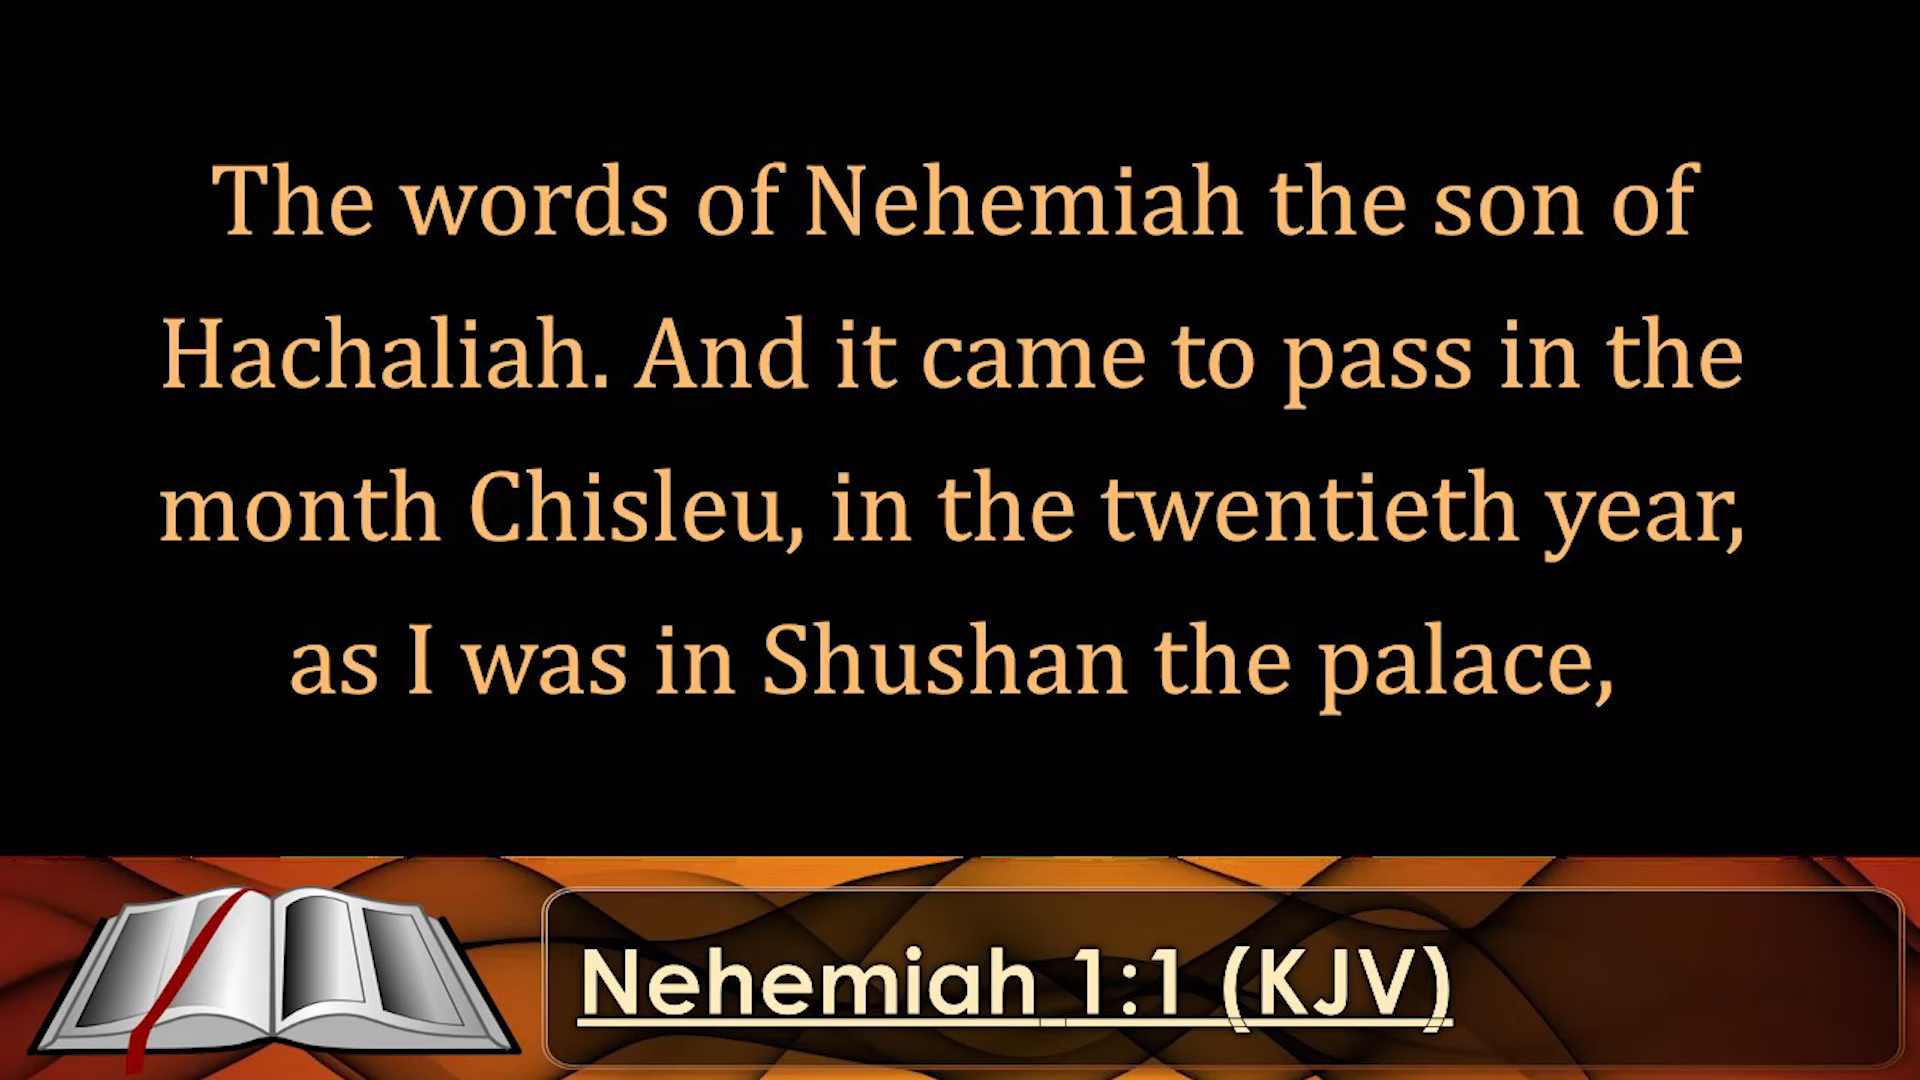 The words of Nehemiah the son of
Hachaliah. And it came to pass in the
month Chisleu, in the twentieth year,
as I was in Shushan the palace,
Nehemiah 1:1 (KJV)